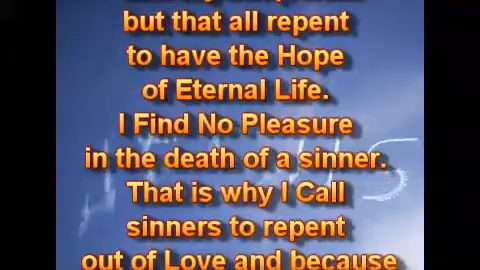 but that all repent
to have the Hope
of Eternal Life.
I Find No Pleasure
in the death of a sinner.
That is why I Call
sinners to repent
out of Love and because